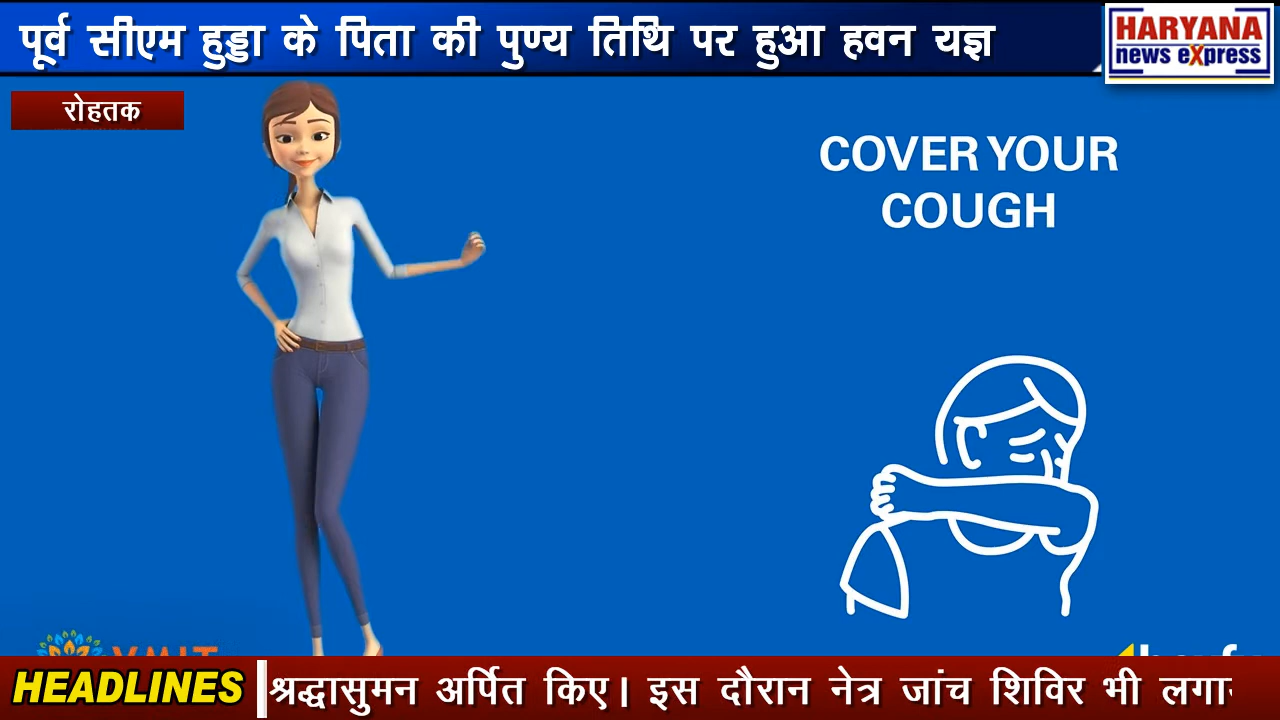 पूर्व सीएम हुड्डा के पिता की पुण्य तिथि पर हुआ हवन यज्ञ
HARYANA
news eXpress
रोहतक
COVER YOUR
COUGH
HEADLINES
श्रद्धासुमन अर्पित किए। इस दौरान नेत्र जांच शिविर भी